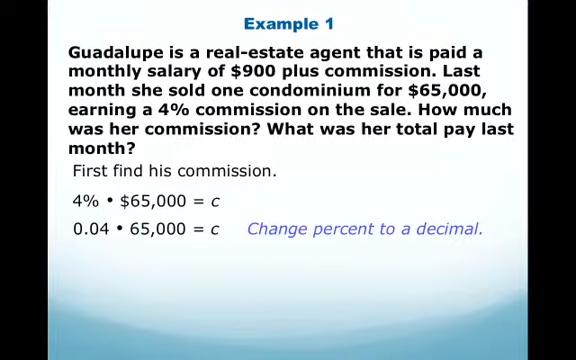 Example 1
Guadalupe is a real-estate agent that is paid a
monthly salary of $900 plus commission. Last
month she sold one condominium for $65,000,
earning a 4% commission on the sale. How much
was her commission? What was her total pay last
month?
First find his commission.
4% • $65,000 = c
0.04 • 65,000 = c Change percent to a decimal.